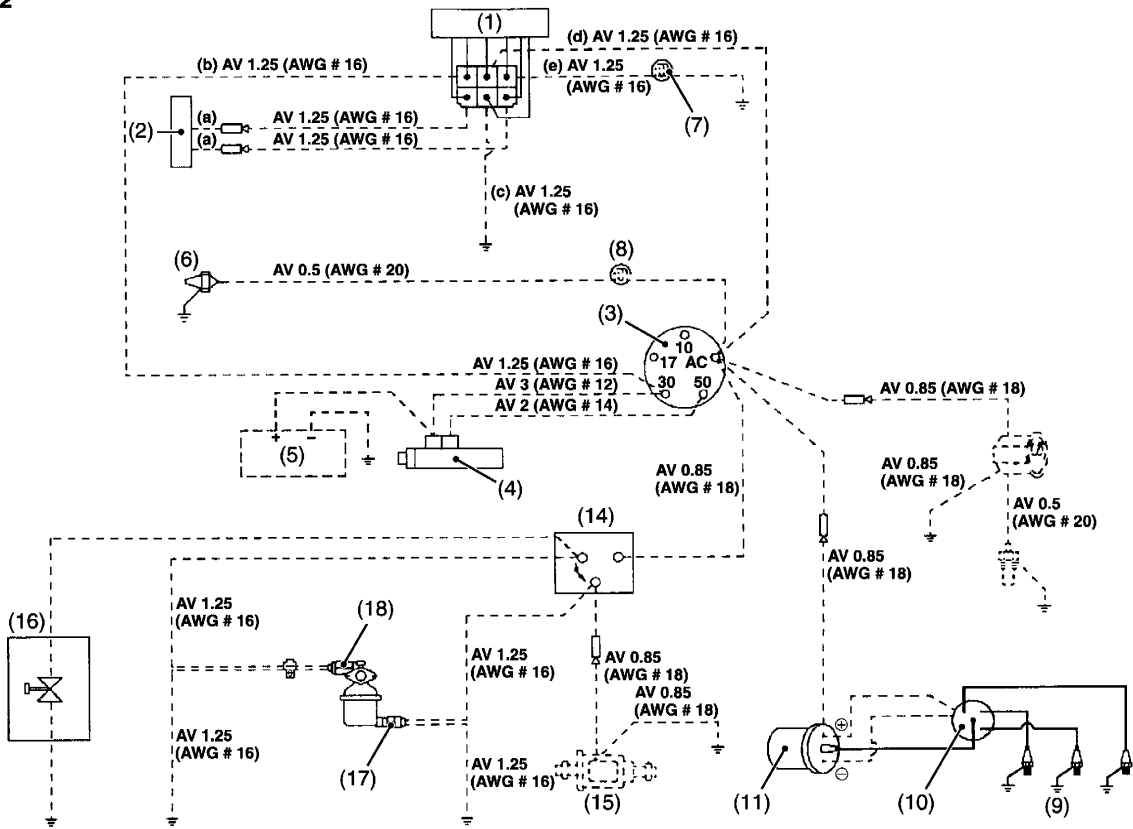 2
(1)
(d) AV 1.25 (AWG # 16)
(b) AV 1.25 (AWG # 16)
(e) AV 1.25
(AWG # 16)
(7)
(2)
(a)
AV 1.25 (AWG # 16)
(a)
AV 1.25 (AWG # 16)
(c) AV 1.25
(AWG # 16)
(6)
AV 0.5 (AWG # 20)
(8)
(3)
10
17 AC
30 50
AV 1.25 (AWG # 16)
AV 3 (AWG # 12)
AV 2 (AWG # 14)
AV 0.85 (AWG # 18)
+ −
(5)
(4)
AV 0.85
(AWG # 18)
AV 0.85
(AWG # 18)
AV 0.5
(AWG # 20)
(14)
AV 0.85
(AWG # 18)
(16)
AV 1.25
(AWG # 16)
(18)
AV 1.25
(AWG # 16)
AV 0.85
(AWG # 18)
AV 0.85
(AWG # 18)
AV 1.25
(AWG # 16)
(17)
AV 1.25
(AWG # 16)
(15)
+
−
(11)
(10)
(9)